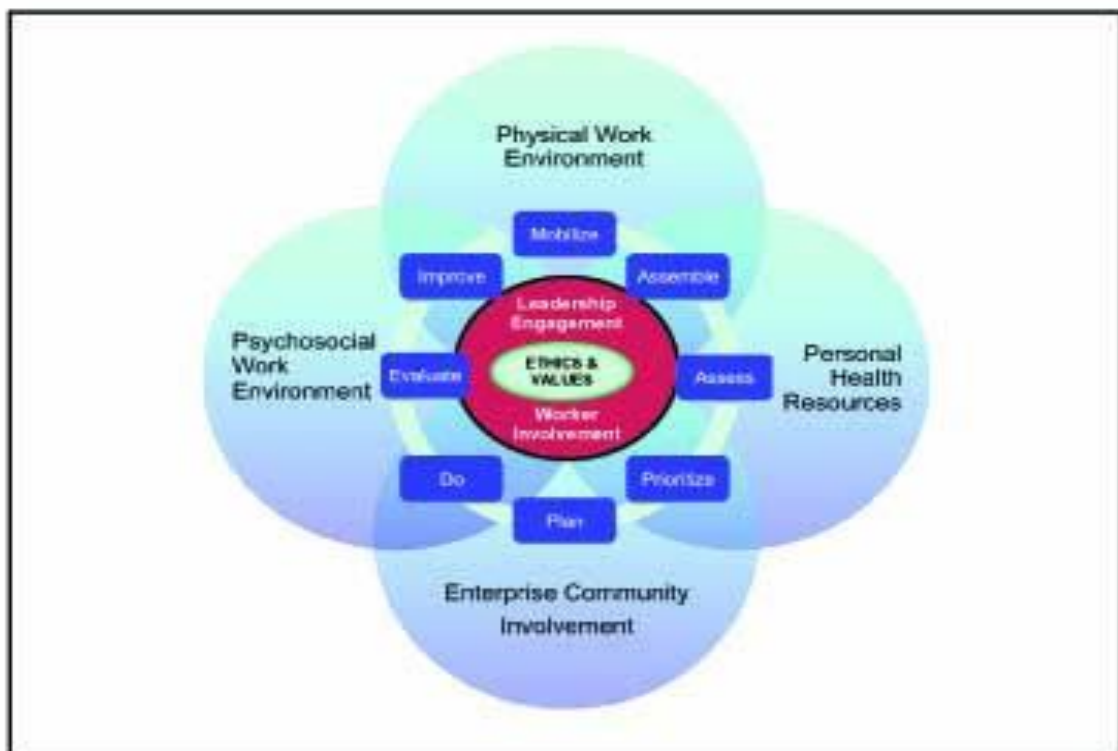 Physical Work
Environment
Mobilize
Improve
Assemble
Leadership
Engagement
Psychosocial
Work
Environment
Evaluate
ETHICS &
VALUES
Assess
Personal
Health
Resources
Worker
Involvement
Do
Prioritize
Plan
Enterprise Community
Involvement